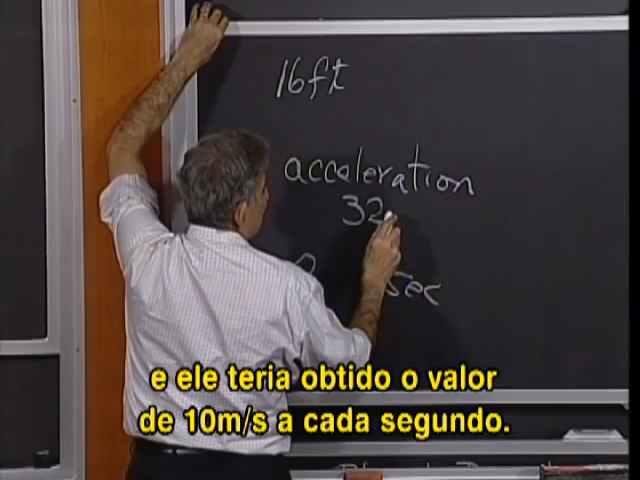 16ft
acceleration
32
sec
e ele teria obtido o valor
de 10m/s a cada segundo.